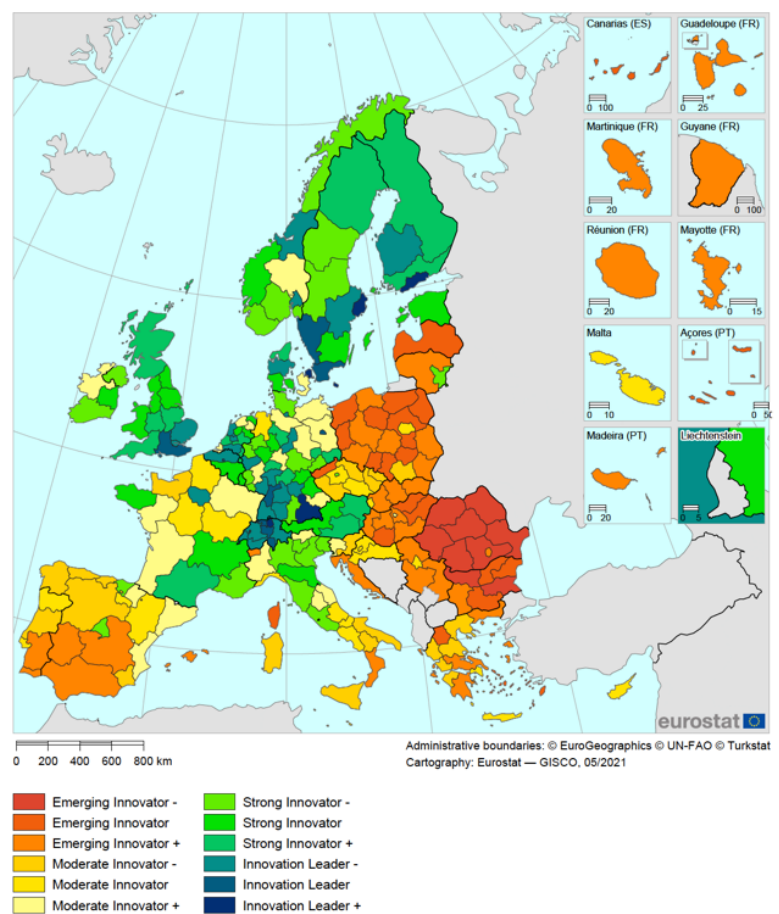 Canarias (ES)
0 100
Guadeloupe (FR)
0 25
Martinique (FR)
0 20
Guyane (FR)
0 100
Réunion (FR)
0 20
Mayotte (FR)
0 15
Malta
0 10
Açores (PT)
0 50
Madeira (PT)
0 20
Liechtenstein
0 5
eurostat
0 200 400 600 800 km
Administrative boundaries: © EuroGeographics © UN-FAO © Turkstat
Cartography: Eurostat — GISCO, 05/2021
Emerging Innovator -
Emerging Innovator
Emerging Innovator +
Moderate Innovator -
Moderate Innovator
Moderate Innovator +
Strong Innovator -
Strong Innovator
Strong Innovator +
Innovation Leader -
Innovation Leader
Innovation Leader +